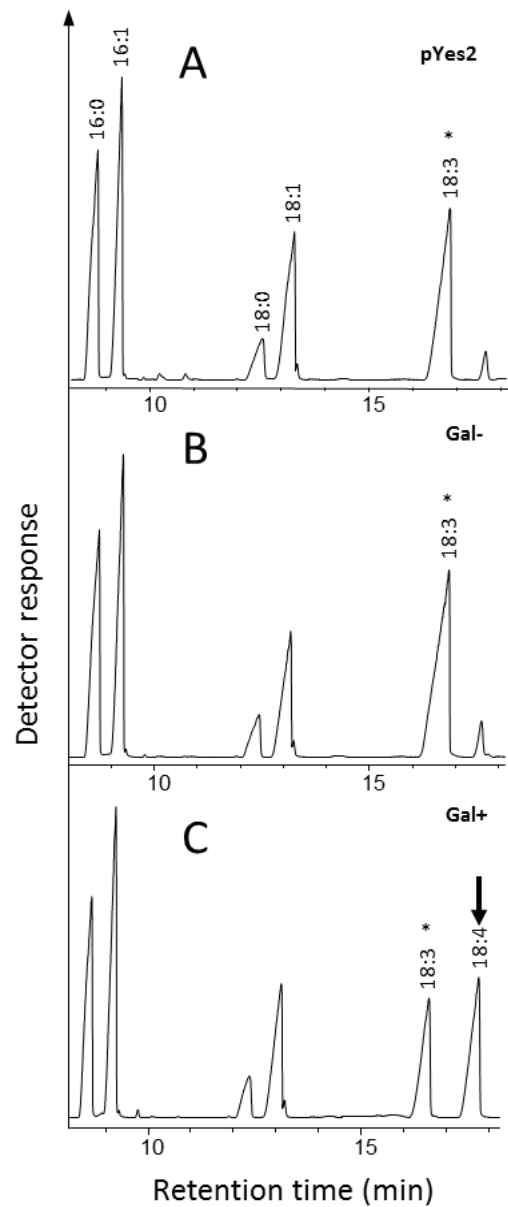 A
pYes2
16:0
16:1
18:0
18:1
*
18:3
10
15
B
Gal-
*
18:3
10
15
C
Gal+
*
18:3
18:4
10
15
Detector response
Retention time (min)